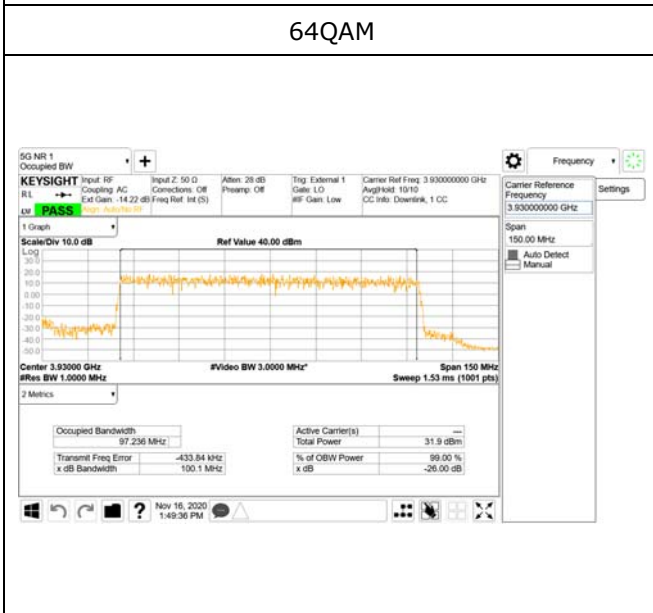 64QAM
5G NR 1
Occupied BW
Frequency
KEYSIGHT
Input: RF
Input Z: 50 Ω
Atten: 28 dB
Trig: External 1
Carrier Ref Freq: 3.930000000 GHz
RL
Coupling: AC
Corrections: Off
Preamp: Off
Gate: LO
Avg|Hold: 10/10
Ext Gain: -14.22 dB
Freq Ref: Int (S)
#IF Gain: Low
CC Info: Downlink, 1 CC
PASS
Align: Auto/No RF
Carrier Reference
Frequency
3.930000000 GHz
Settings
Span
150.00 MHz
Auto Detect
Manual
1 Graph
Scale/Div 10.0 dB
Ref Value 40.00 dBm
Log
30.0
20.0
10.0
0.00
-10.0
-20.0
-30.0
-40.0
-50.0
Center 3.93000 GHz
#Video BW 3.0000 MHz*
Span 150 MHz
#Res BW 1.0000 MHz
Sweep 1.53 ms (1001 pts)
2 Metrics
Occupied Bandwidth
97.236 MHz
Active Carrier(s)
---
Total Power
31.9 dBm
Transmit Freq Error
-433.84 kHz
% of OBW Power
99.00 %
x dB Bandwidth
100.1 MHz
x dB
-26.00 dB
Nov 16, 2020
1:49:36 PM